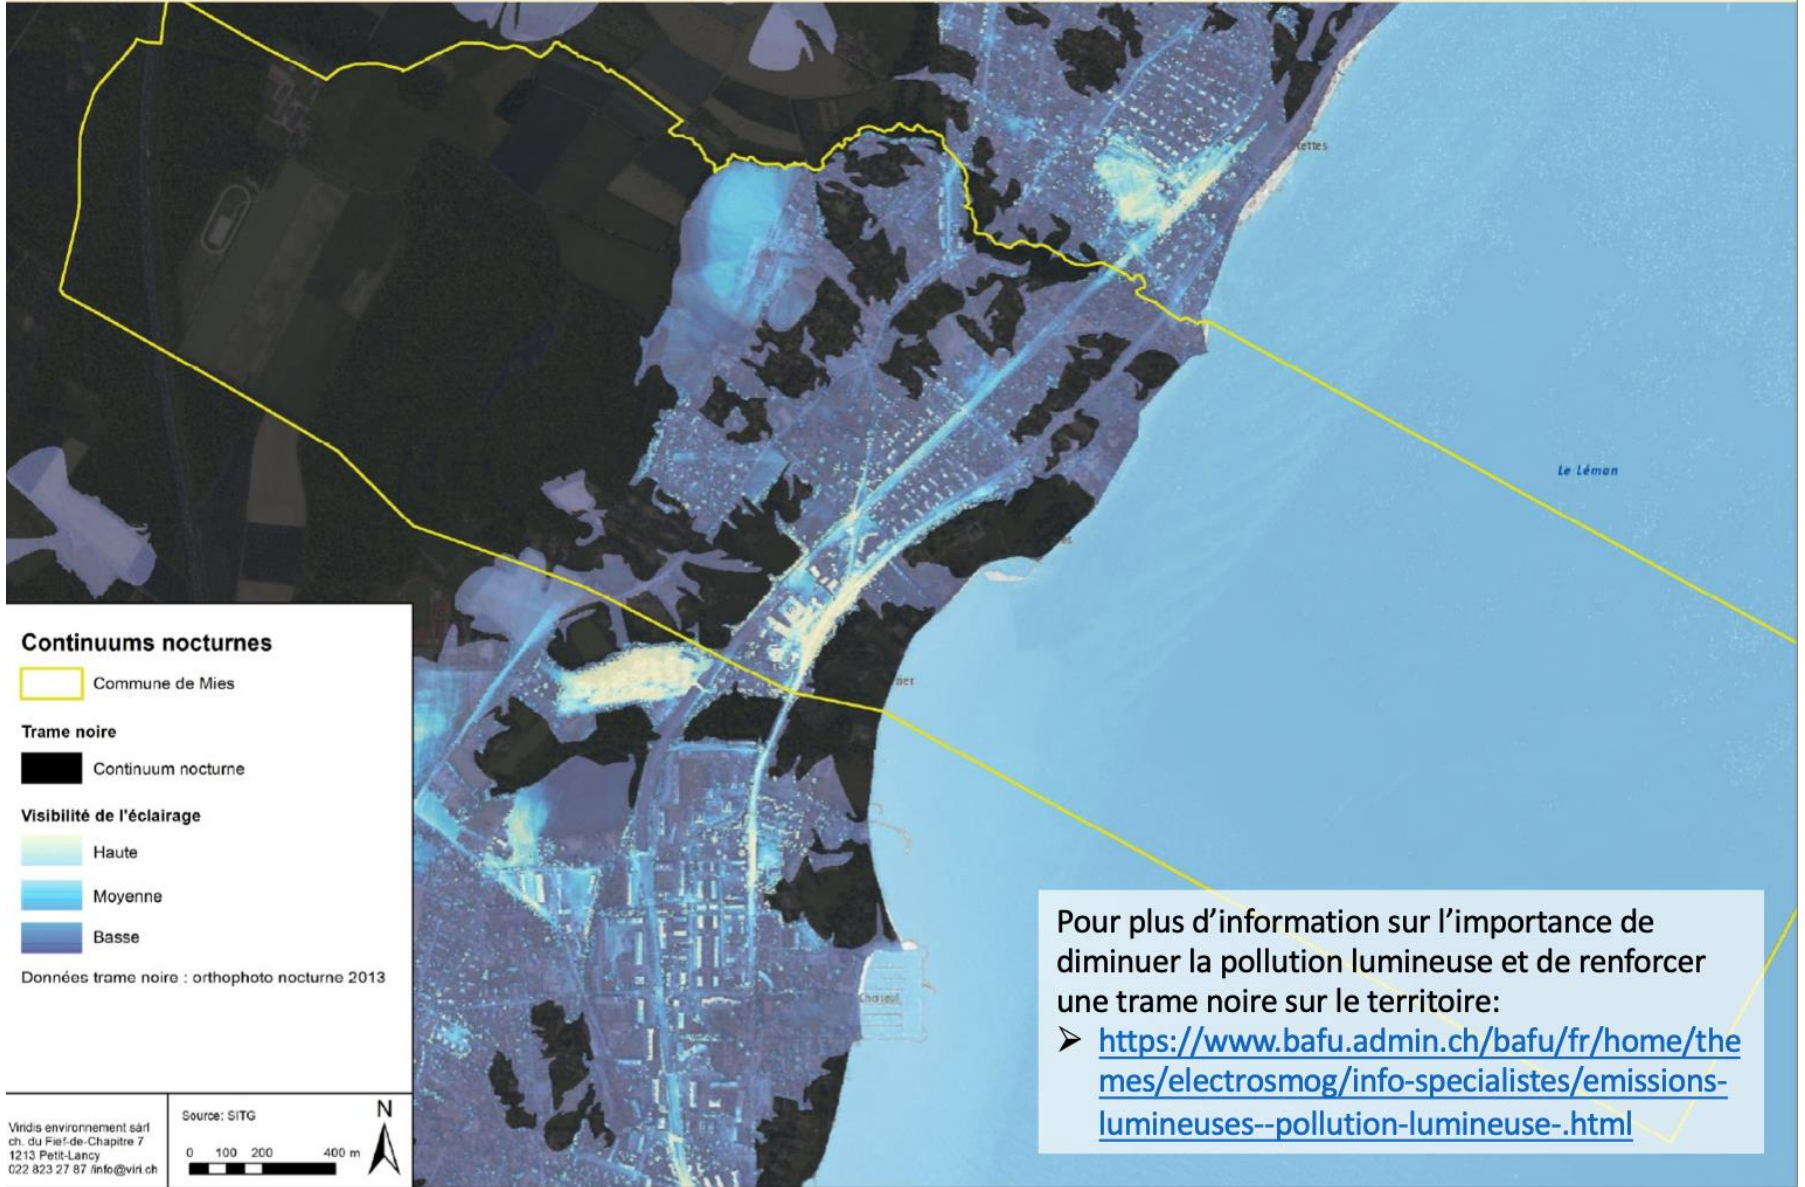 Le Léman
Continuums nocturnes
Commune de Mies
Trame noire
Continuum nocturne
Visibilité de l'éclairage
Haute
Moyenne
Basse
Données trame noire : orthophoto nocturne 2013
Viridis environnement sàrl
ch. du Fief-de-Chapitre 7
1213 Petit-Lancy
022 823 27 87 /info@viri.ch
Source: SITG
0 100 200 400 m
N
Pour plus d’information sur l’importance de
diminuer la pollution lumineuse et de renforcer
une trame noire sur le territoire:
➢ https://www.bafu.admin.ch/bafu/fr/home/the
mes/electrosmog/info-specialistes/emissions-
lumineuses--pollution-lumineuse-.html